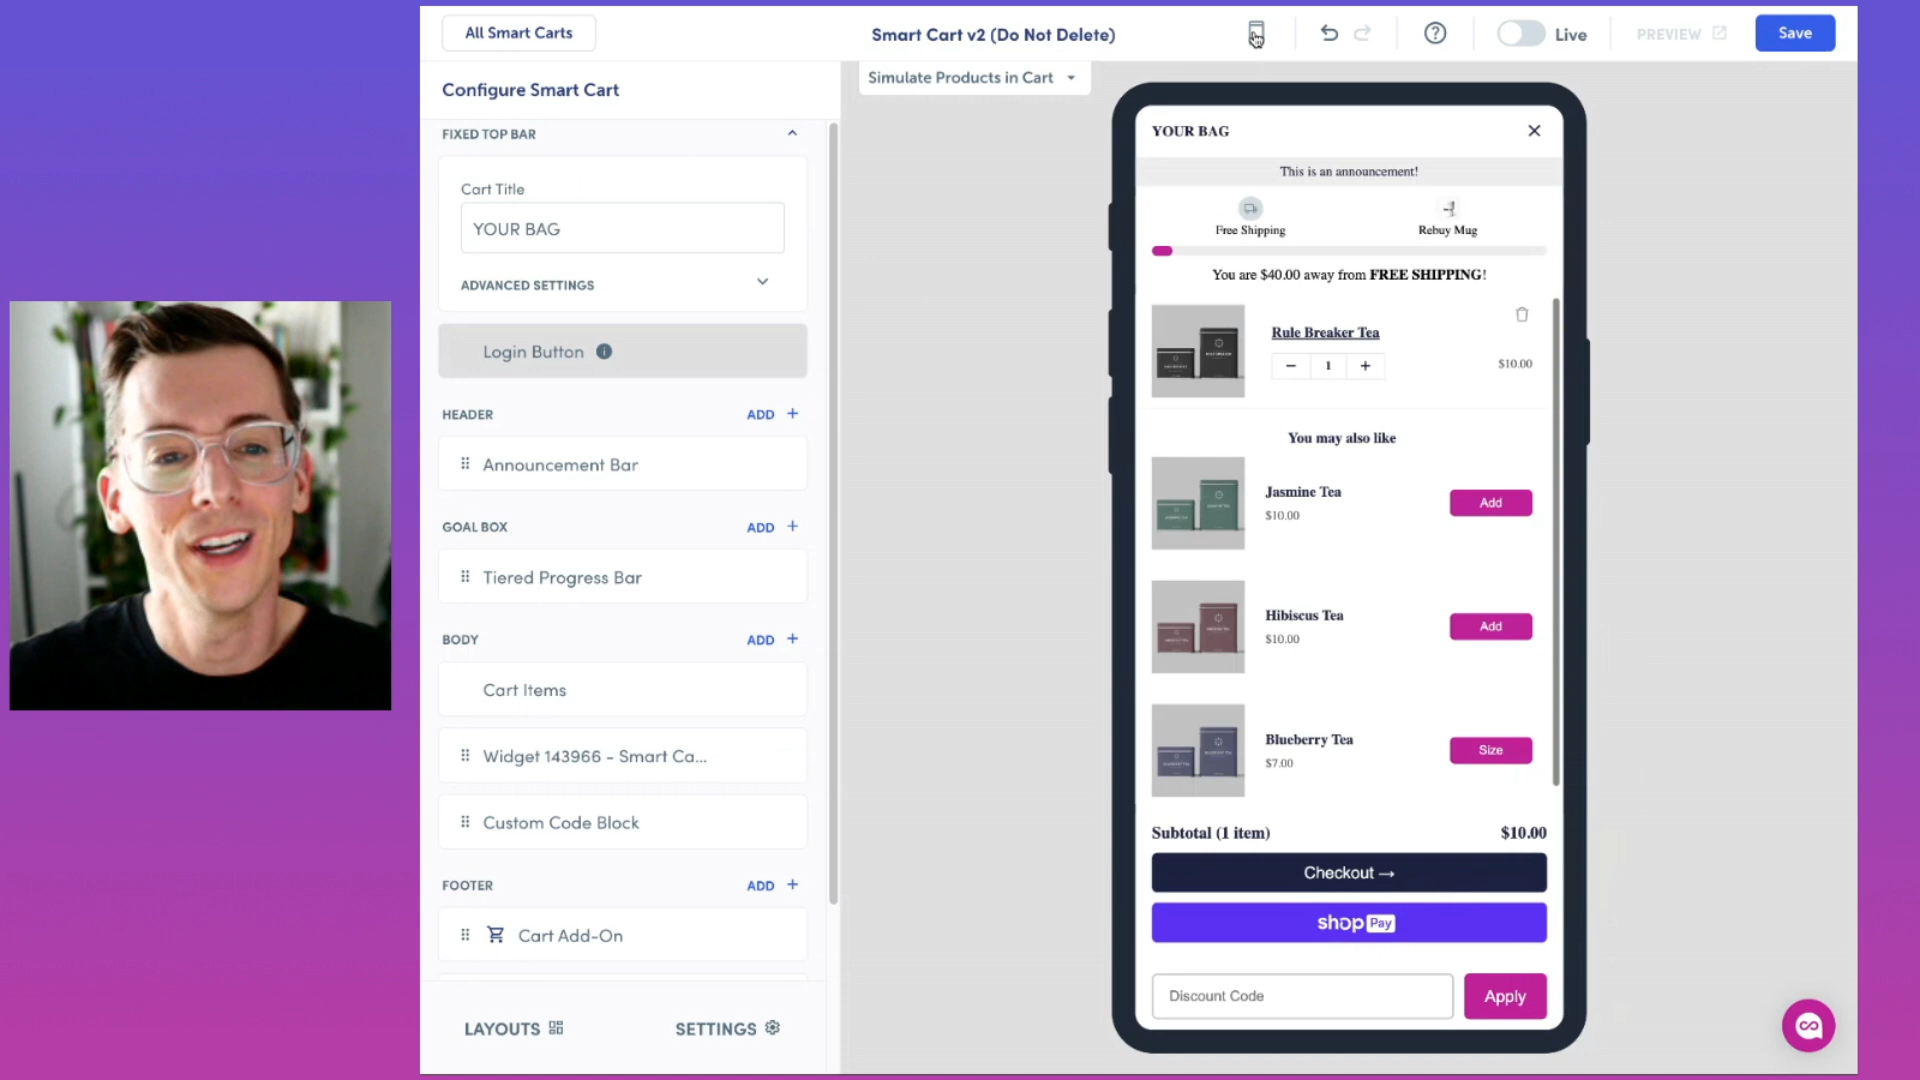 All Smart Carts
Smart Cart v2 (Do Not Delete)
Live
PREVIEW
Save
Configure Smart Cart
FIXED TOP BAR
Cart Title
YOUR BAG
ADVANCED SETTINGS
Login Button
HEADER
ADD +
Announcement Bar
GOAL BOX
ADD +
Tiered Progress Bar
BODY
ADD +
Cart Items
Widget 143966 - Smart Ca...
Custom Code Block
FOOTER
ADD +
Cart Add-On
LAYOUTS
SETTINGS
Simulate Products in Cart
YOUR BAG
This is an announcement!
Free Shipping
Rebuy Mug
You are $40.00 away from FREE SHIPPING!
Rule Breaker Tea
− 1 +
$10.00
You may also like
Jasmine Tea
$10.00
Add
Hibiscus Tea
$10.00
Add
Blueberry Tea
$7.00
Size
Subtotal (1 item)
$10.00
Checkout →
shop Pay
Discount Code
Apply